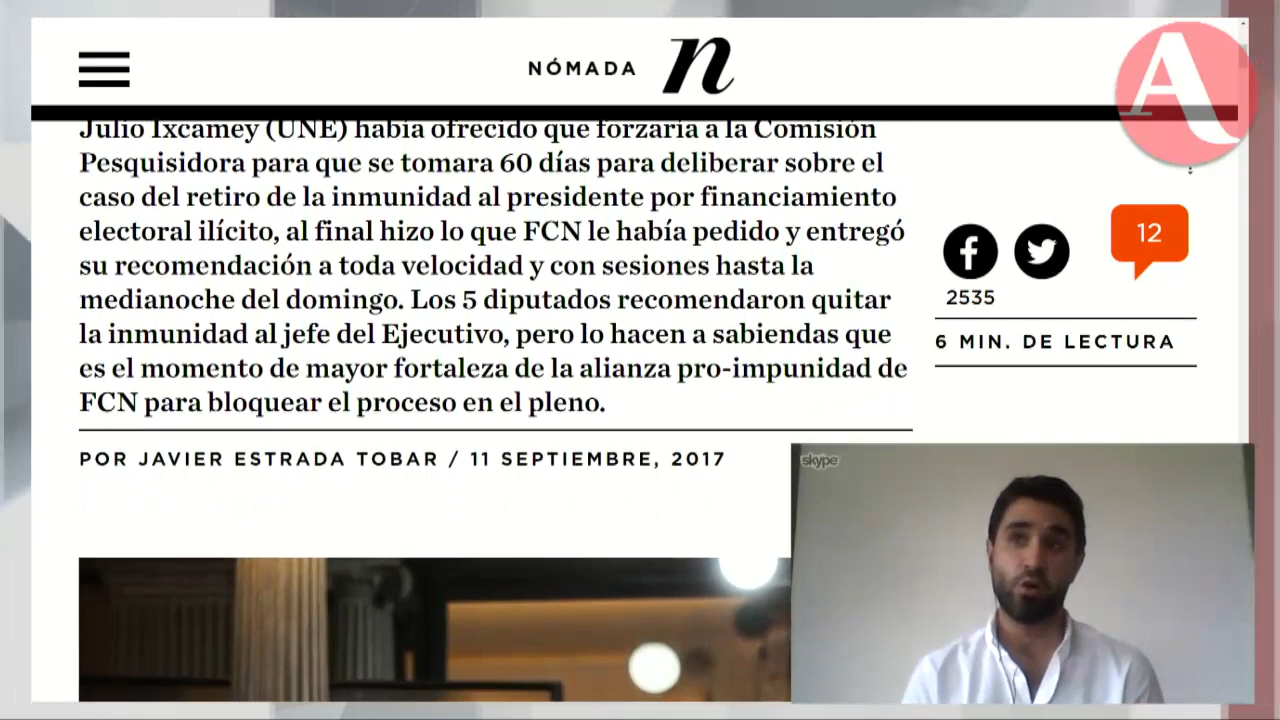 NÓMADA n
A
Julio Ixcamey (UNE) había ofrecido que forzaría a la Comisión
Pesquisidora para que se tomara 60 días para deliberar sobre el
caso del retiro de la inmunidad al presidente por financiamiento
electoral ilícito, al final hizo lo que FCN le había pedido y entregó
su recomendación a toda velocidad y con sesiones hasta la
medianoche del domingo. Los 5 diputados recomendaron quitar
la inmunidad al jefe del Ejecutivo, pero lo hacen a sabiendas que
es el momento de mayor fortaleza de la alianza pro-impunidad de
FCN para bloquear el proceso en el pleno.
12
2535
6 MIN. DE LECTURA
POR JAVIER ESTRADA TOBAR / 11 SEPTIEMBRE, 2017
skype